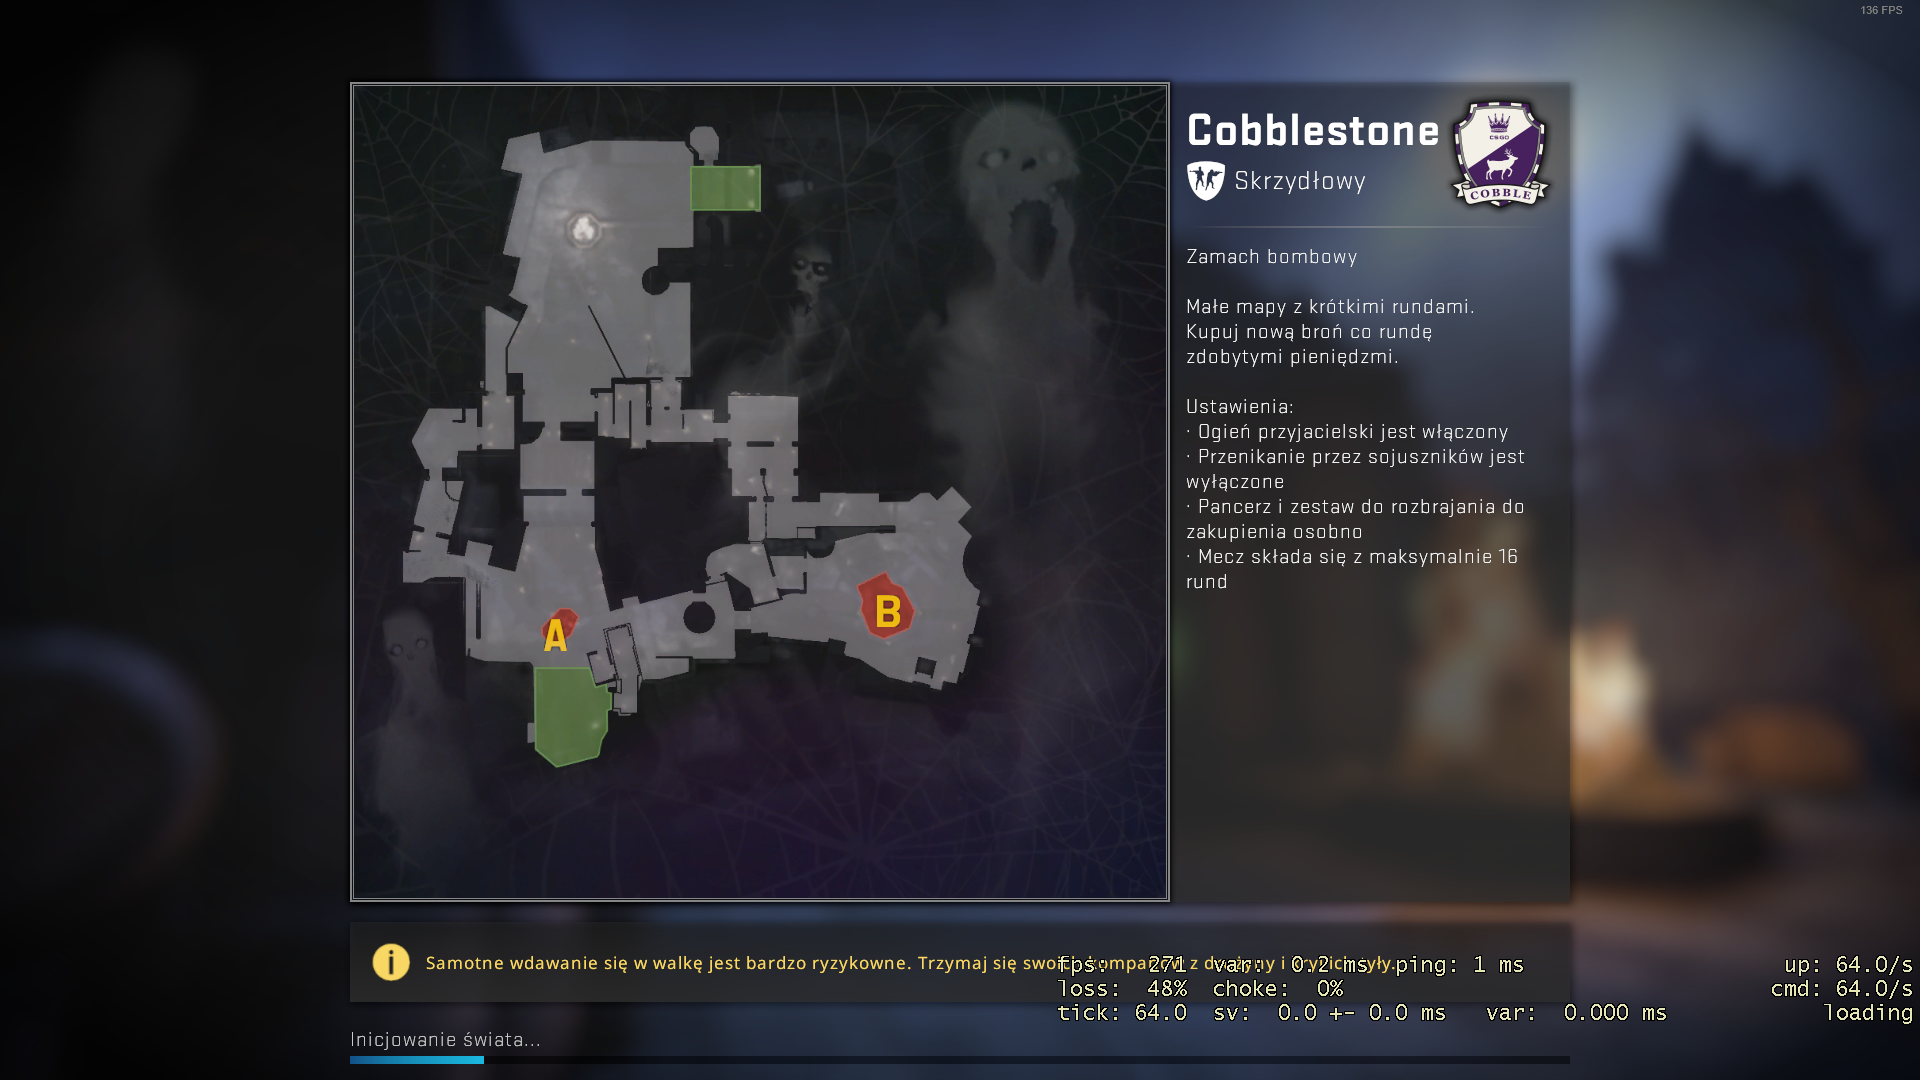 136 FPS
Cobblestone
CSGO
COBBLE
Skrzydłowy
Zamach bombowy
Małe mapy z krótkimi rundami.
Kupuj nową broń co rundę
zdobytymi pieniędzmi.
Ustawienia:
· Ogień przyjacielski jest włączony
· Przenikanie przez sojuszników jest
wyłączone
· Pancerz i zestaw do rozbrajania do
zakupienia osobno
· Mecz składa się z maksymalnie 16
rund
A
B
Samotne wdawanie się w walkę jest bardzo ryzykowne. Trzymaj się z i
fps: 271 var: 0.2 ms ping: 1 ms
up: 64.0/s
loss: 48% choke: 0%
cmd: 64.0/s
tick: 64.0 sv: 0.0 +- 0.0 ms var: 0.000 ms
loading
Inicjowanie świata...